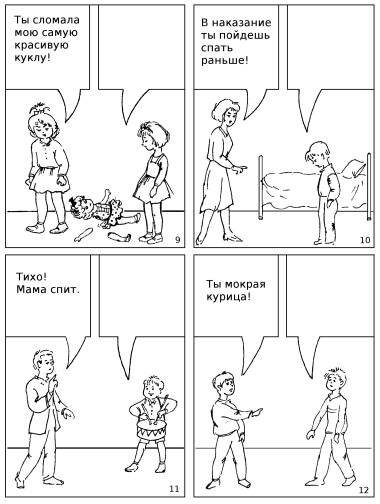 Ты сломала
мою самую
красивую
куклу!
9
В наказание
ты пойдешь
спать
раньше!
10
Тихо!
Мама спит.
11
Ты мокрая
курица!
12